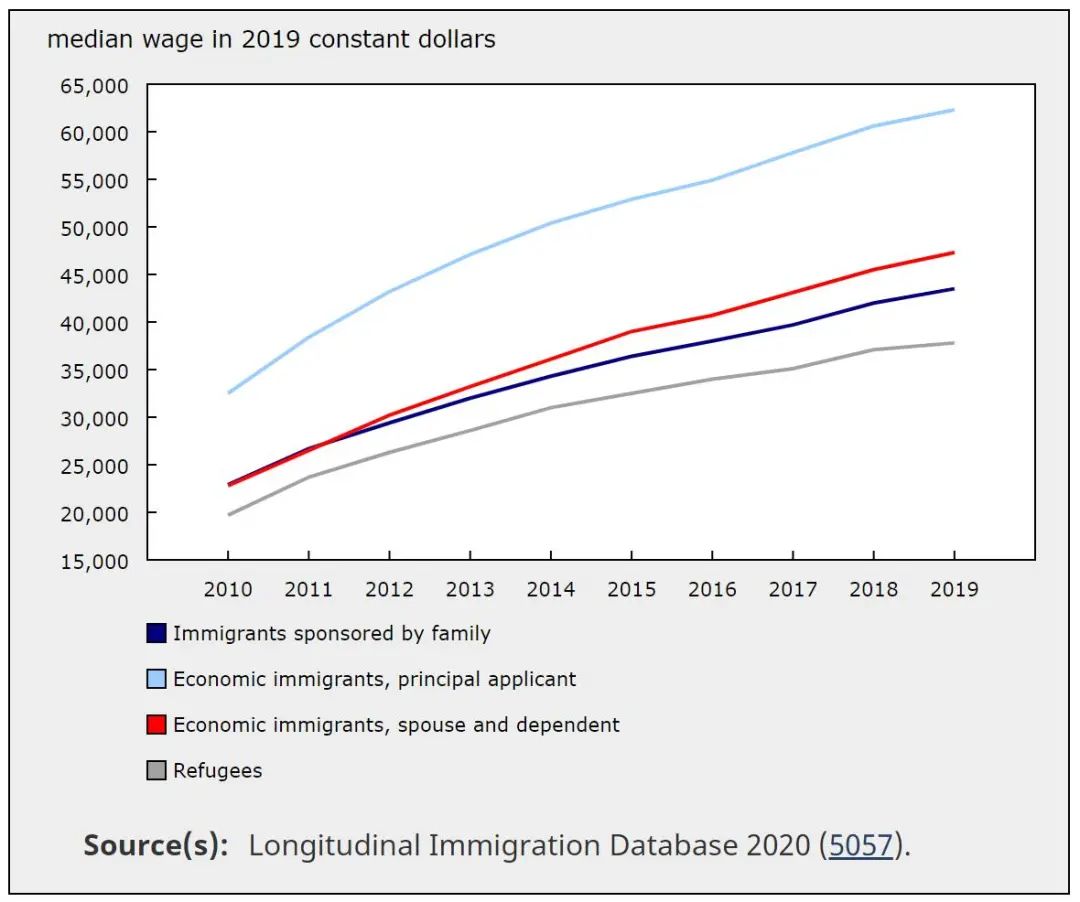 median wage in 2019 constant dollars
65,000
60,000
55,000
50,000
45,000
40,000
35,000
30,000
25,000
20,000
15,000
2010 2011 2012 2013 2014 2015 2016 2017 2018 2019
Immigrants sponsored by family
Economic immigrants, principal applicant
Economic immigrants, spouse and dependent
Refugees
Source(s): Longitudinal Immigration Database 2020 (5057).